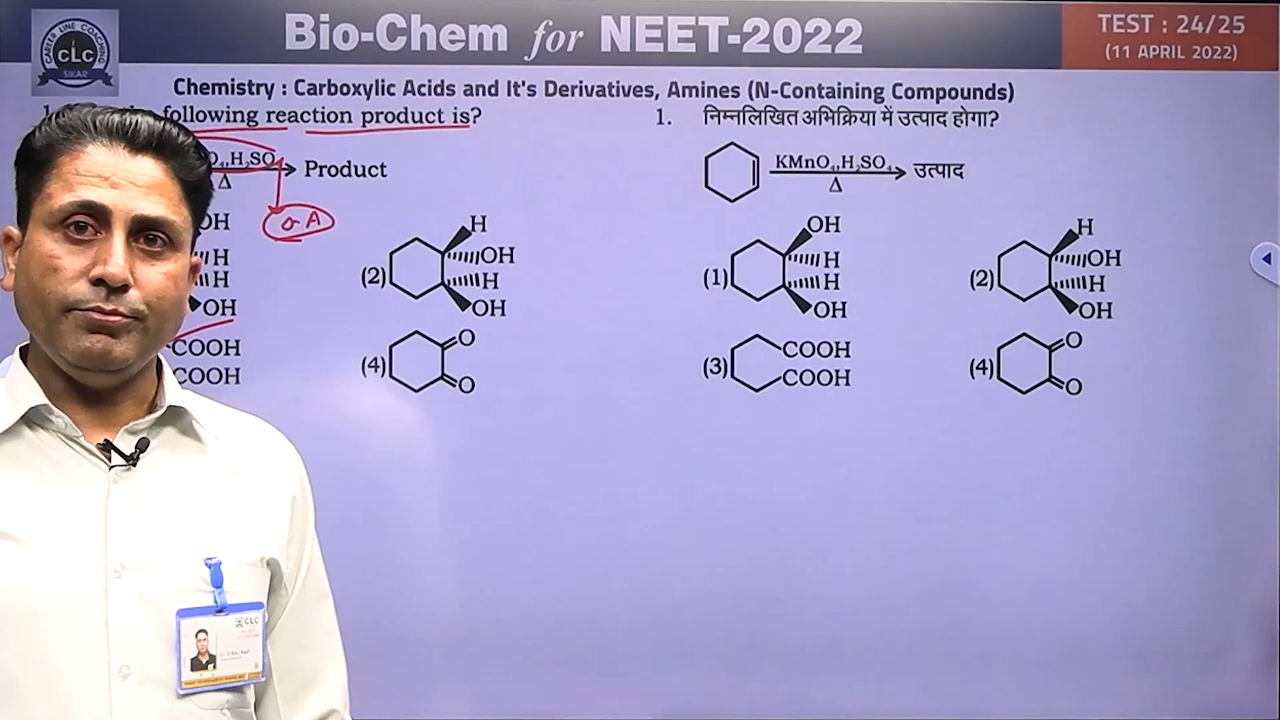 CAREER LINE COACHING
CLC
SIKAR
Bio-Chem for NEET-2022
TEST : 24/25
(11 APRIL 2022)
Chemistry : Carboxylic Acids and It's Derivatives, Amines (N-Containing Compounds)
following reaction product is?
H₂SO₄ → Product
Δ
σA
OH
H
H
OH
(2) H
OH
H
OH
COOH
COOH
(4) O
O
1. निम्नलिखित अभिक्रिया में उत्पाद होगा?
KMnO₄,H₂SO₄ → उत्पाद
Δ
(1) OH
H
H
OH
(2) H
OH
H
OH
(3) COOH
COOH
(4) O
O
CLC